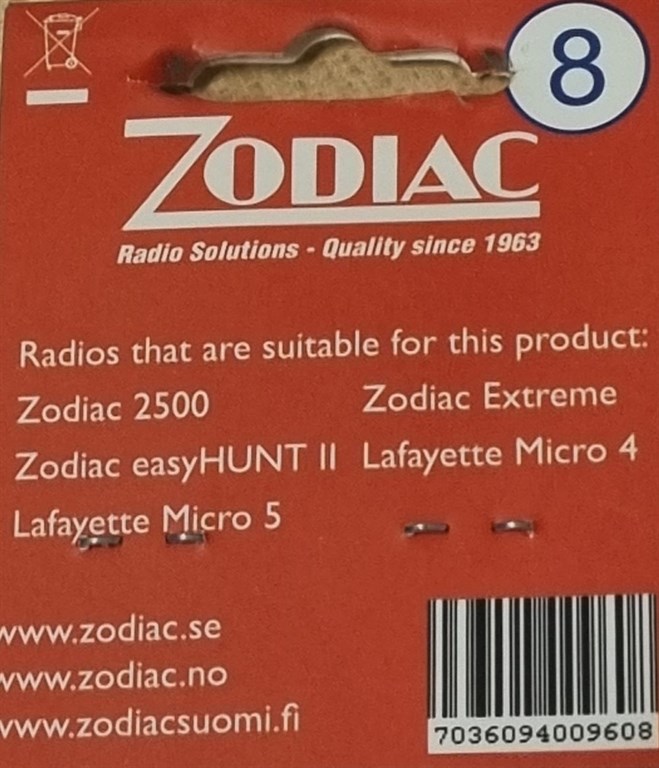 8
ZODIAC
Radio Solutions - Quality since 1963
Radios that are suitable for this product:
Zodiac 2500 Zodiac Extreme
Zodiac easyHUNT II Lafayette Micro 4
Lafayette Micro 5
www.zodiac.se
www.zodiac.no
www.zodiacsuomi.fi
7036094009608